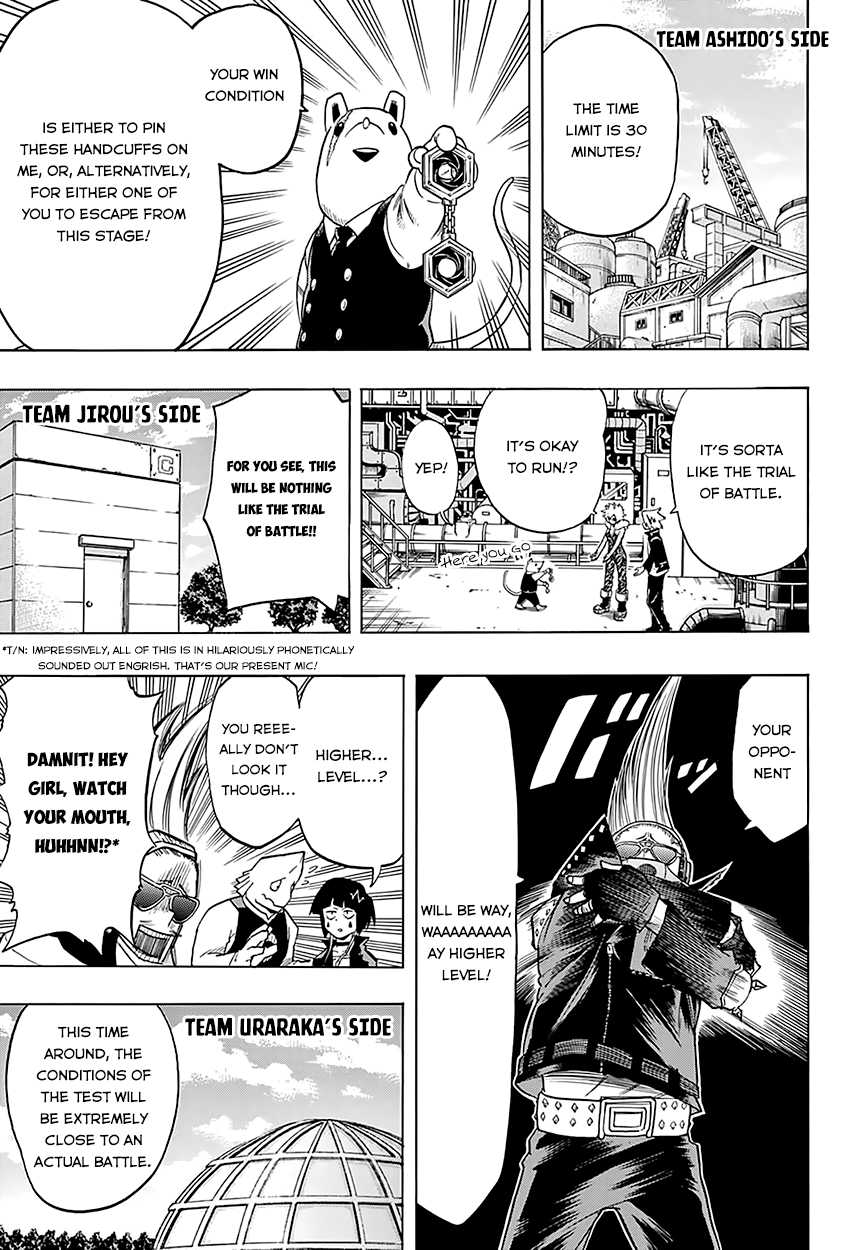 TEAM ASHIDO'S SIDE
THE TIME
LIMIT IS 30
MINUTES!
YOUR WIN
CONDITION
IS EITHER TO PIN
THESE HANDCUFFS ON
ME, OR, ALTERNATIVELY,
FOR EITHER ONE OF
YOU TO ESCAPE FROM
THIS STAGE!
IT'S SORTA
LIKE THE TRIAL
OF BATTLE.
IT'S OKAY
TO RUN!?
YEP!
Here you go
TEAM JIROU'S SIDE
FOR YOU SEE, THIS
WILL BE NOTHING
LIKE THE TRIAL
OF BATTLE!!
C
*T/N: IMPRESSIVELY, ALL OF THIS IS IN HILARIOUSLY PHONETICALLY
SOUNDED OUT ENGRISH. THAT'S OUR PRESENT MIC!
YOUR
OPPO-
NENT
ドド
WILL BE WAY,
WAAAAAAAAA
AY HIGHER
LEVEL!
HIGHER...
LEVEL...?
YOU REEE-
ALLY DON'T
LOOK IT
THOUGH...
DAMNIT! HEY
GIRL, WATCH
YOUR MOUTH,
HUHHNN!?*
TEAM URARAKA'S SIDE
THIS TIME
AROUND, THE
CONDITIONS OF
THE TEST WILL
BE EXTREMELY
CLOSE TO AN
ACTUAL BATTLE.